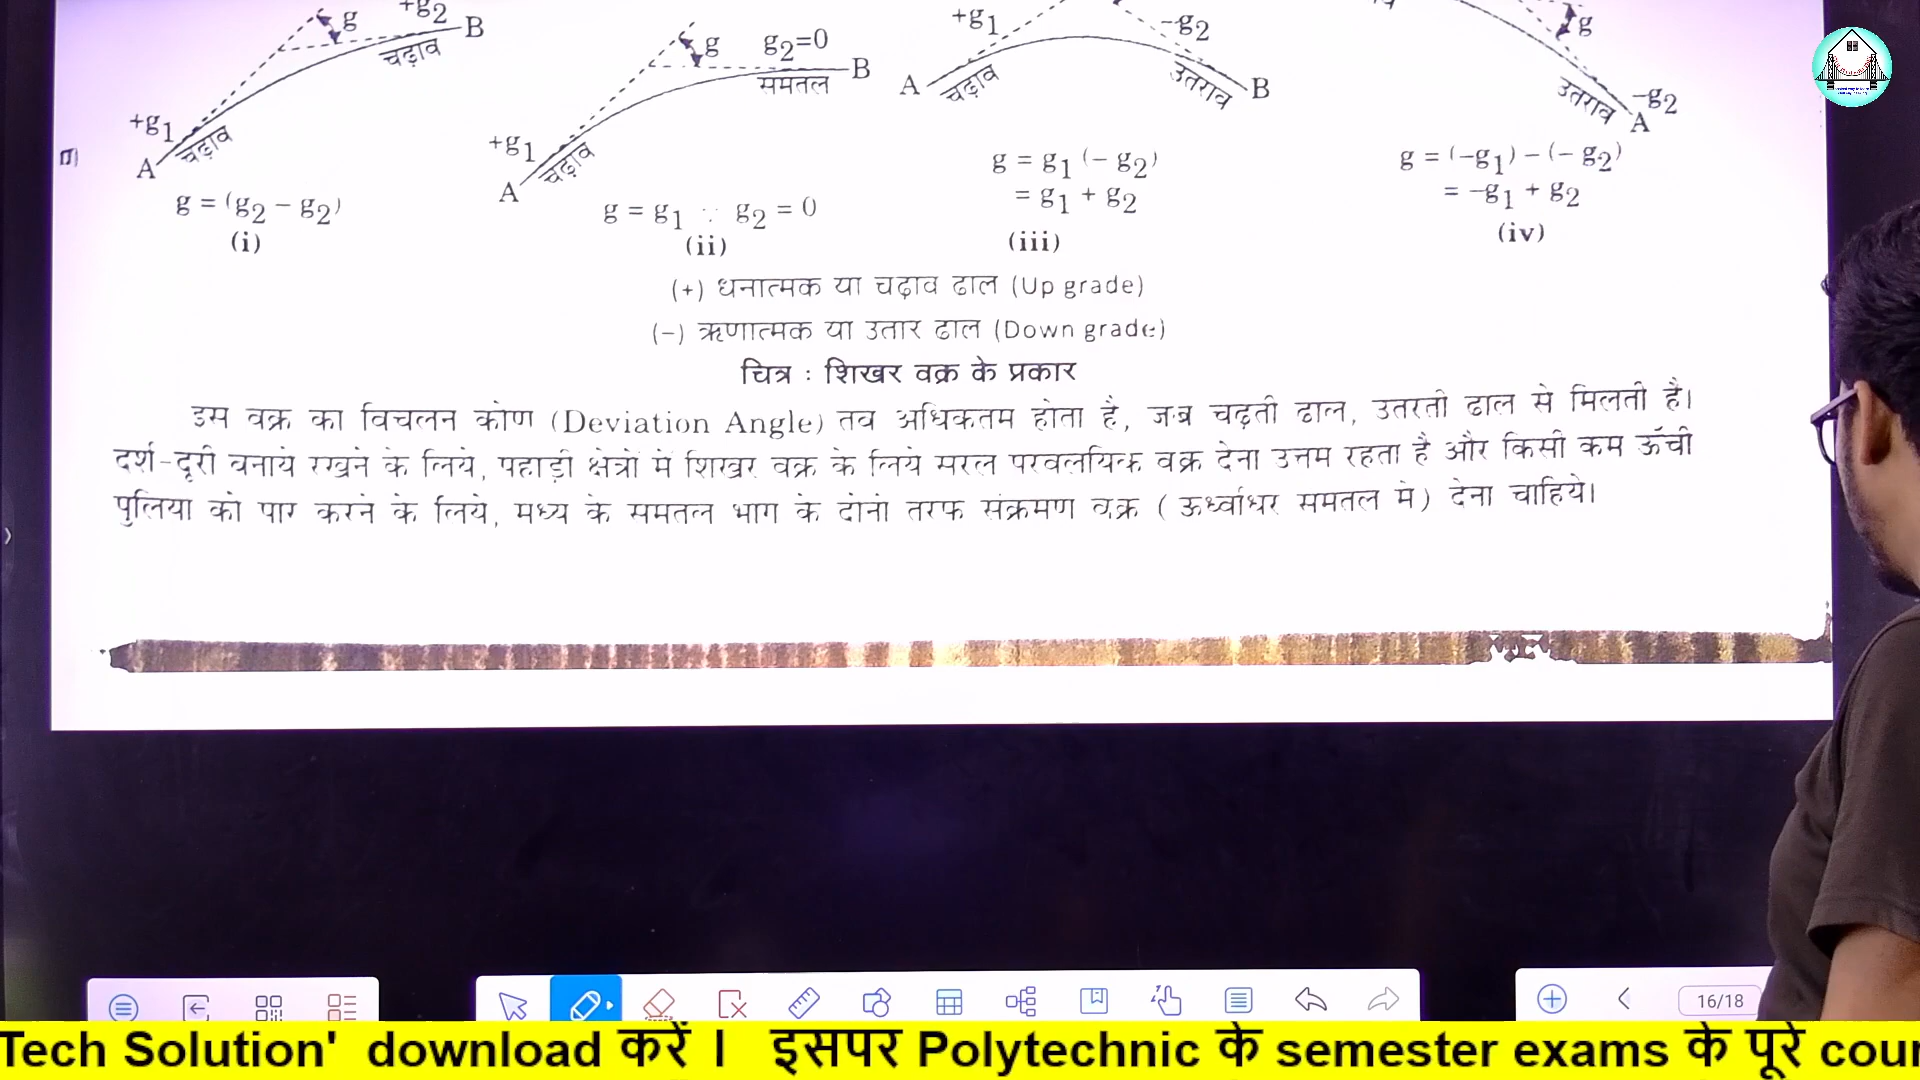 g +g2 B चढ़ाव +g1 चढ़ाव A
g g2=0 B समतल +g1 चढ़ाव A
+g1 -g2 A चढ़ाव उतराव B
g उतराव -g2 A
g = (g2 − g2)
(i)
g = g1 ∵ g2 = 0
(ii)
g = g1 (− g2)
= g1 + g2
(iii)
g = (−g1) − (− g2)
= −g1 + g2
(iv)
(+) धनात्मक या चढ़ाव ढाल (Up grade)
(−) ऋणात्मक या उतार ढाल (Down grade)
चित्र : शिखर वक्र के प्रकार
इस वक्र का विचलन कोण (Deviation Angle) तब अधिकतम होता है, जब चढ़ती ढाल, उतरती ढाल से मिलती है।
दर्श-दूरी बनाये रखने के लिये, पहाड़ी क्षेत्रों में शिखर वक्र के लिये सरल परवलयिक वक्र देना उत्तम रहता है और किसी कम ऊँची
पुलिया को पार करने के लिये, मध्य के समतल भाग के दोनों तरफ संक्रमण वक्र (ऊर्ध्वाधर समतल में) देना चाहिये।
16/18
Tech Solution' download करें । इसपर Polytechnic के semester exams के पूरे cour